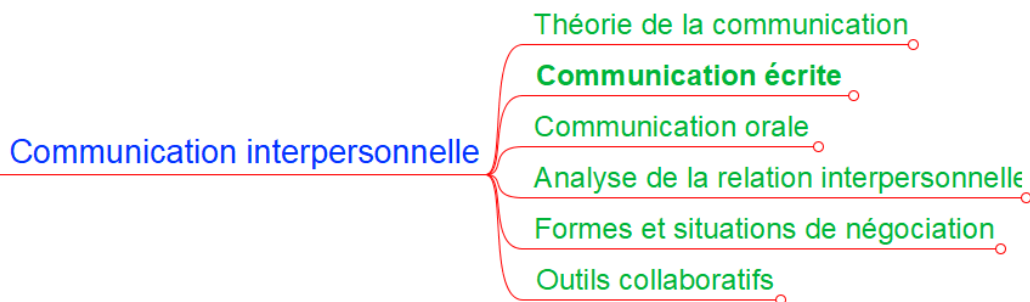 Communication interpersonnelle
Théorie de la communication
Communication écrite
Communication orale
Analyse de la relation interpersonnelle
Formes et situations de négociation
Outils collaboratifs